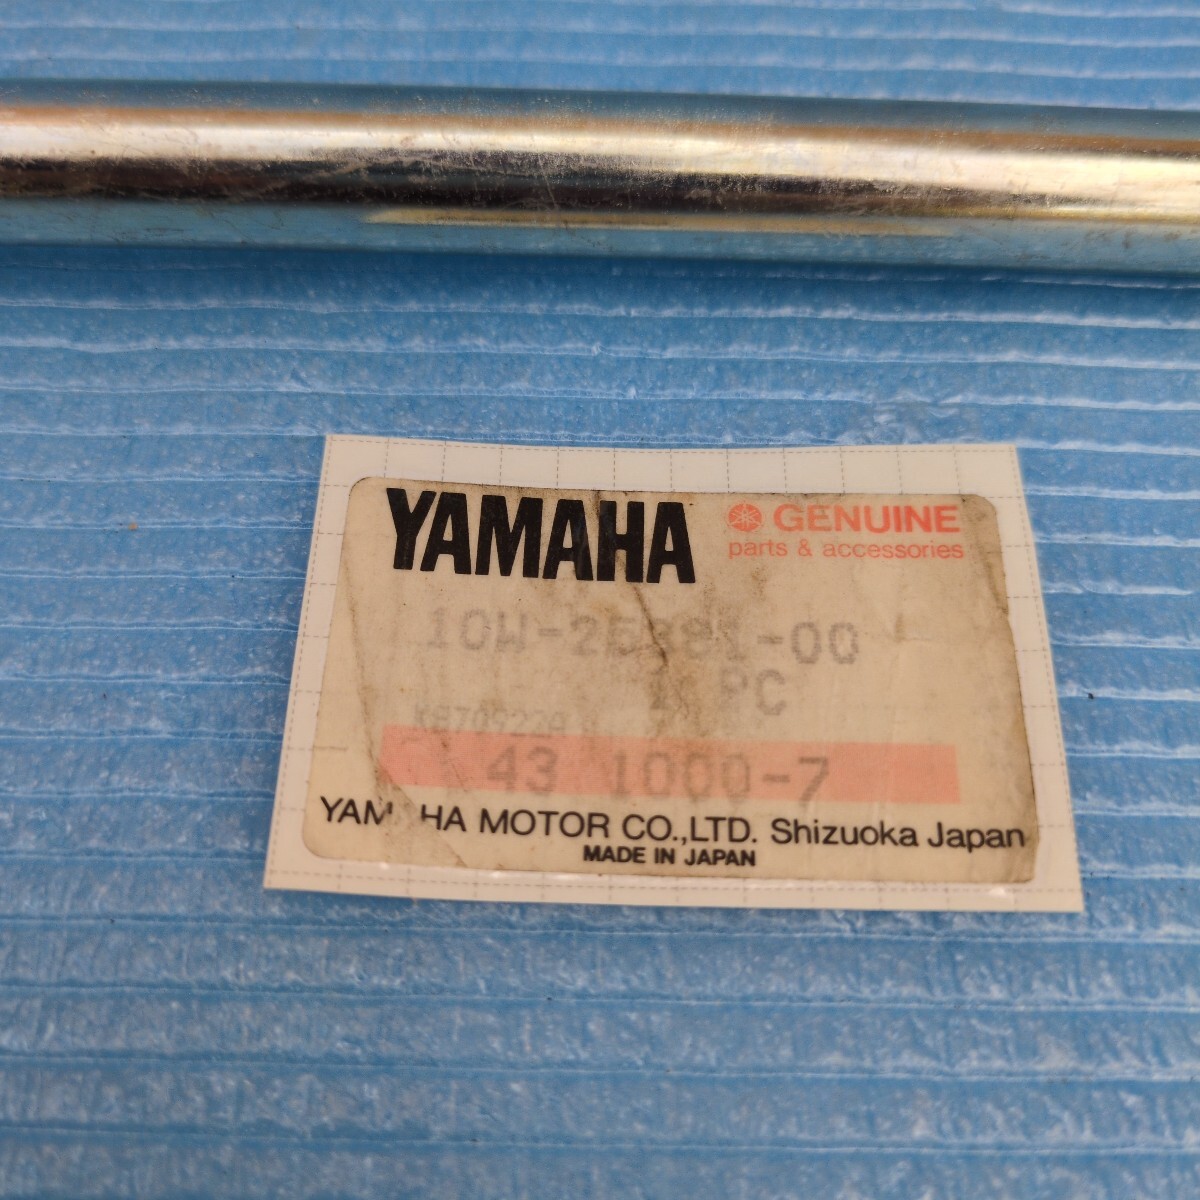 YAMAHA
GENUINE
parts & accessories
1 PC
43 1000-7
YAMAHA MOTOR CO.,LTD. Shizuoka Japan
MADE IN JAPAN